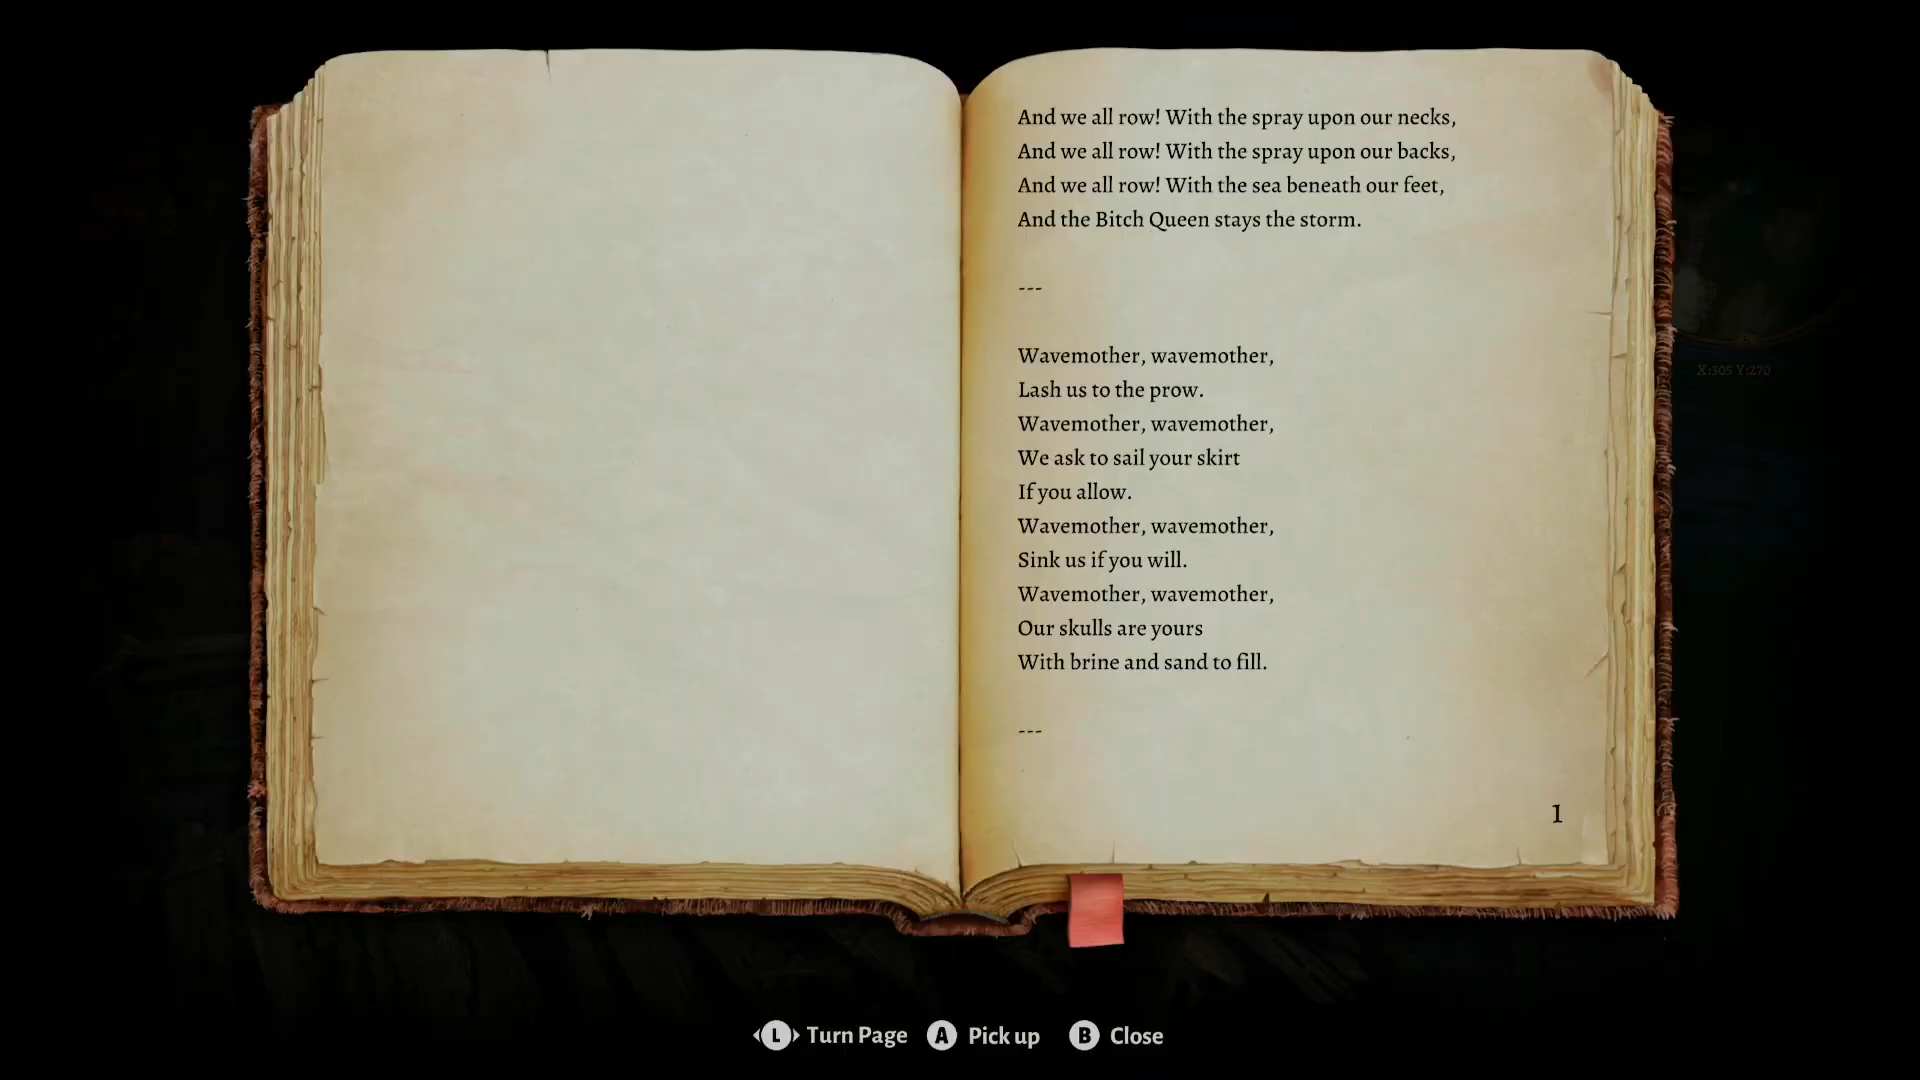 And we all row! With the spray upon our necks,
And we all row! With the spray upon our backs,
And we all row! With the sea beneath our feet,
And the Bitch Queen stays the storm.
---
Wavemother, wavemother,
Lash us to the prow.
Wavemother, wavemother,
We ask to sail your skirt
If you allow.
Wavemother, wavemother,
Sink us if you will.
Wavemother, wavemother,
Our skulls are yours
With brine and sand to fill.
---
1
X:305 Y:270
L Turn Page A Pick up B Close